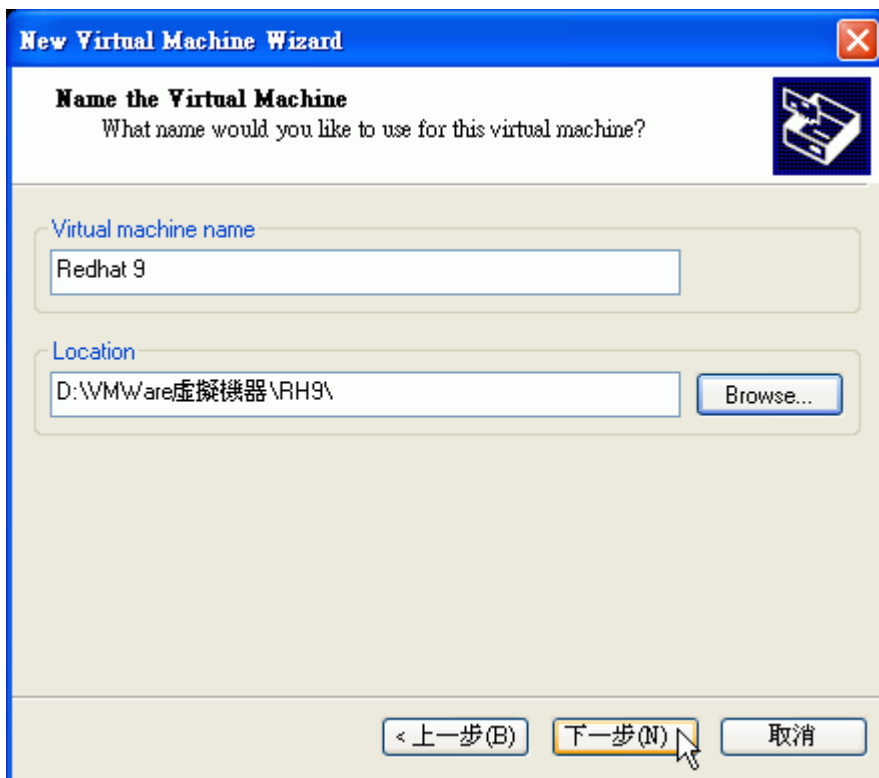 New Virtual Machine Wizard
Name the Virtual Machine
What name would you like to use for this virtual machine?
Virtual machine name
Redhat 9
Location
D:\VMWare虛擬機器\RH9\
Browse...
< 上一步(B)
下一步(N) >
取消